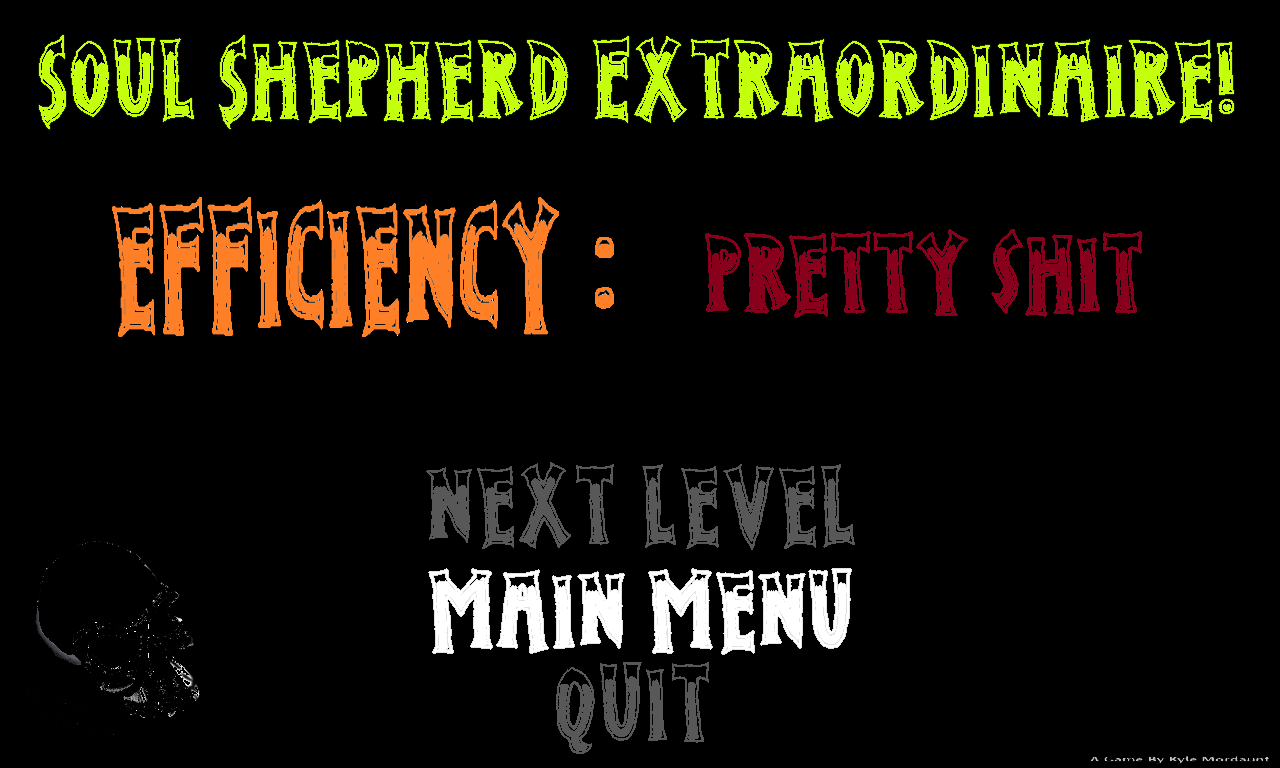 SOUL SHEPHERD EXTRAORDINAIRE!
EFFICIENCY : PRETTY SHIT
NEXT LEVEL
MAIN MENU
QUIT
A Game By Kyle Mordaunt